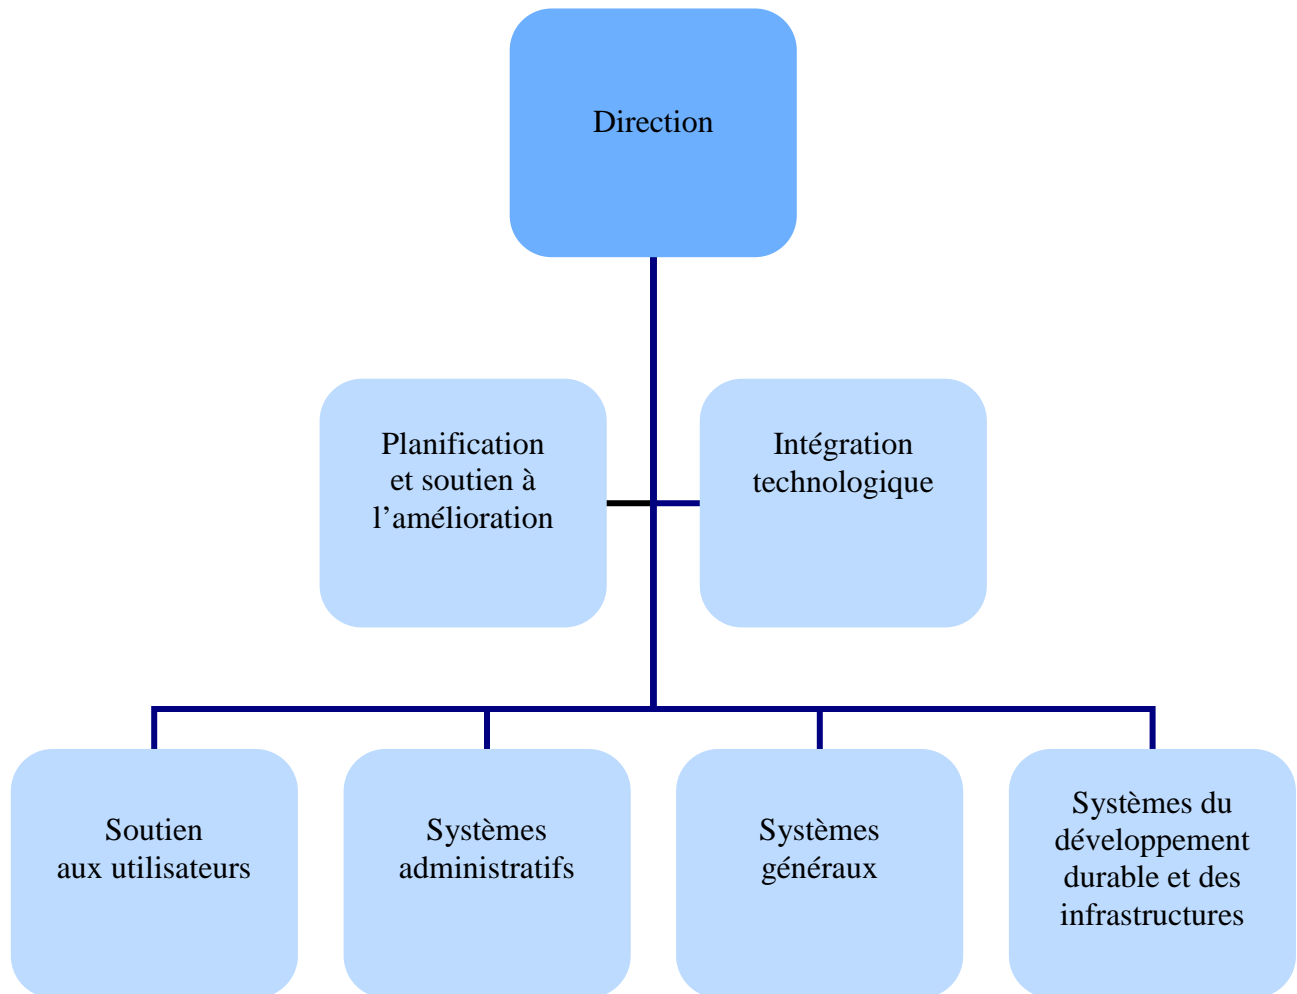 Direction
Planification
et soutien à
l’amélioration
Intégration
technologique
Soutien
aux utilisateurs
Systèmes
administratifs
Systèmes
généraux
Systèmes du
développement
durable et des
infrastructures